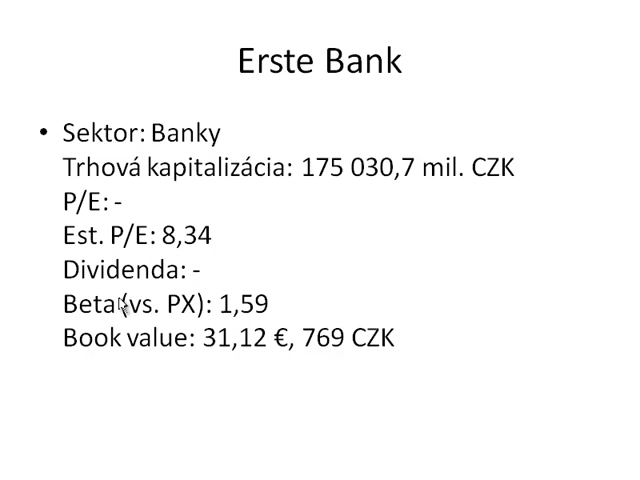 Erste Bank
• Sektor: Banky
Trhová kapitalizácia: 175 030,7 mil. CZK
P/E: -
Est. P/E: 8,34
Dividenda: -
Beta (vs. PX): 1,59
Book value: 31,12 €, 769 CZK